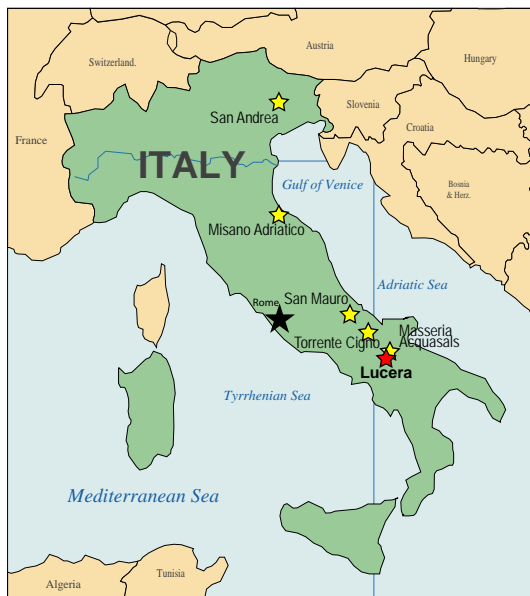 Austria
Switzerland.
Hungary
San Andrea
Slovenia
Croatia
France
ITALY
Gulf of Venice
Bosnia
& Herz.
Misano Adriatico
Adriatic Sea
Rome
San Mauro
Masseria
Torrente Cigno
Acquasals
Lucera
Tyrrhenian Sea
Mediterranean Sea
Algeria
Tunisia